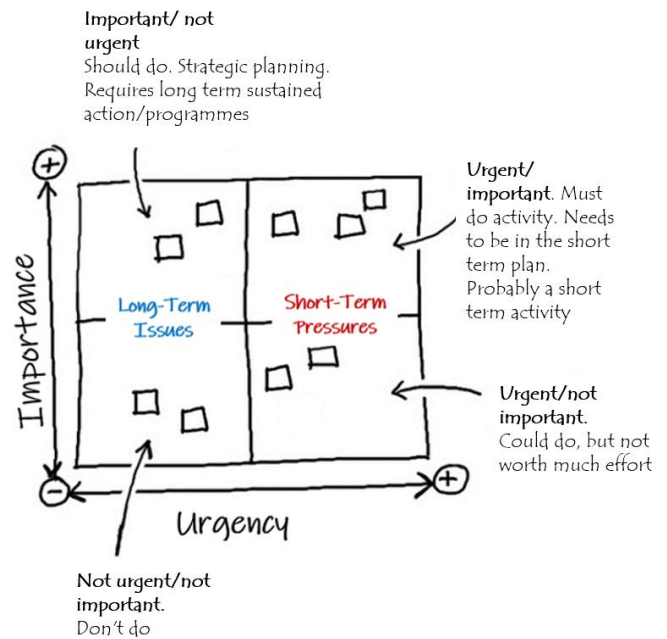 Important/ not
urgent
Should do. Strategic planning.
Requires long term sustained
action/programmes
Urgent/
important. Must
do activity. Needs
to be in the short
term plan.
Probably a short
term activity
Importance
Long-Term
Issues
Short-Term
Pressures
Urgent/not
important.
Could do, but not
worth much effort
Urgency
Not urgent/not
important.
Don't do